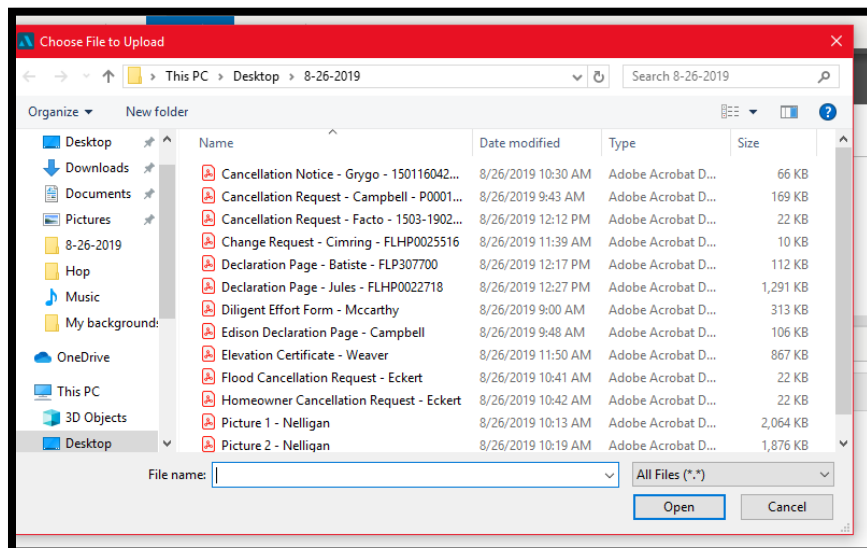 Choose File to Upload
This PC > Desktop > 8-26-2019
Search 8-26-2019
Organize
New folder
Desktop
Downloads
Documents
Pictures
8-26-2019
Hop
Music
My backgrounds
OneDrive
This PC
3D Objects
Desktop
Name Date modified Type Size
Cancellation Notice - Grygo - 150116042... 8/26/2019 10:30 AM Adobe Acrobat D... 66 KB
Cancellation Request - Campbell - P0001... 8/26/2019 9:43 AM Adobe Acrobat D... 169 KB
Cancellation Request - Facto - 1503-1902... 8/26/2019 12:12 PM Adobe Acrobat D... 22 KB
Change Request - Cimring - FLHP0025516 8/26/2019 11:39 AM Adobe Acrobat D... 10 KB
Declaration Page - Batiste - FLP307700 8/26/2019 12:17 PM Adobe Acrobat D... 112 KB
Declaration Page - Jules - FLHP0022718 8/26/2019 12:27 PM Adobe Acrobat D... 1,291 KB
Diligent Effort Form - Mccarthy 8/26/2019 9:00 AM Adobe Acrobat D... 313 KB
Edison Declaration Page - Campbell 8/26/2019 9:48 AM Adobe Acrobat D... 106 KB
Elevation Certificate - Weaver 8/26/2019 11:50 AM Adobe Acrobat D... 867 KB
Flood Cancellation Request - Eckert 8/26/2019 10:41 AM Adobe Acrobat D... 22 KB
Homeowner Cancellation Request - Eckert 8/26/2019 10:42 AM Adobe Acrobat D... 22 KB
Picture 1 - Nelligan 8/26/2019 10:13 AM Adobe Acrobat D... 2,064 KB
Picture 2 - Nelligan 8/26/2019 10:19 AM Adobe Acrobat D... 1,876 KB
File name:
All Files (*.*)
Open
Cancel